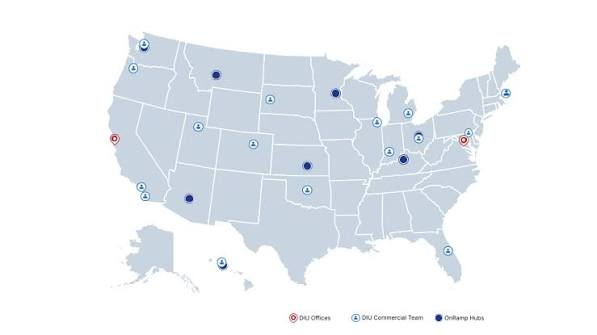 DIU Offices
DIU Commercial Team
OnRamp Hubs